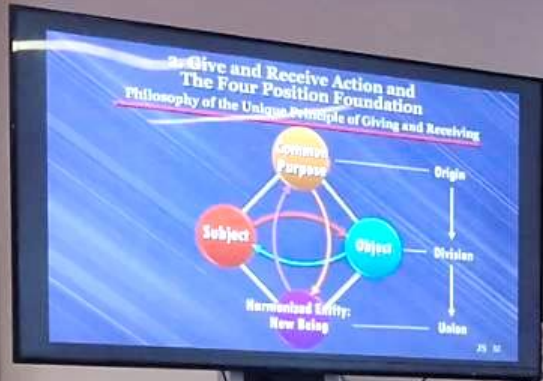 2. Give and Receive Action and
The Four Position Foundation
Philosophy of the Unique Principle of Giving and Receiving
Common
Purpose
Origin
Subject
Object
Division
Harmonized Entity:
New Being
Union